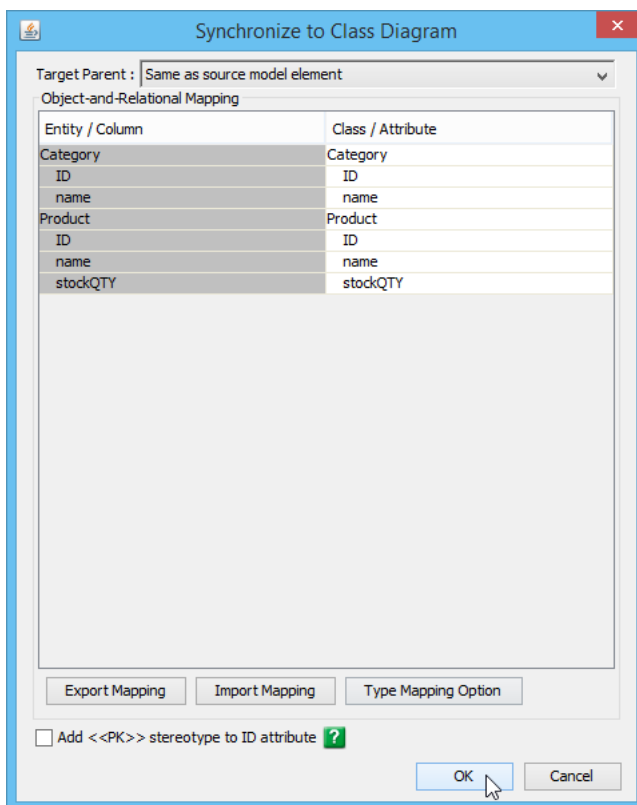 Synchronize to Class Diagram
Target Parent : Same as source model element
Object-and-Relational Mapping
Entity / Column Class / Attribute
Category Category
ID ID
name name
Product Product
ID ID
name name
stockQTY stockQTY
Export Mapping Import Mapping Type Mapping Option
Add <<PK>> stereotype to ID attribute ?
OK Cancel